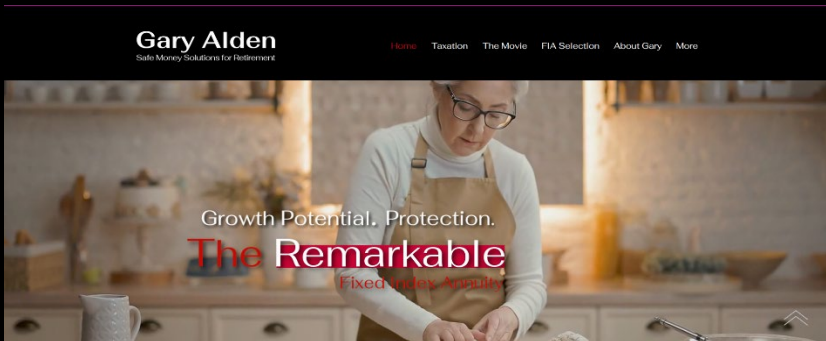 Gary Alden
Safe Money Solutions for Retirement
Home Taxation The Movie FIA Selection About Gary More
Growth Potential. Protection.
The Remarkable
Fixed Index Annuity